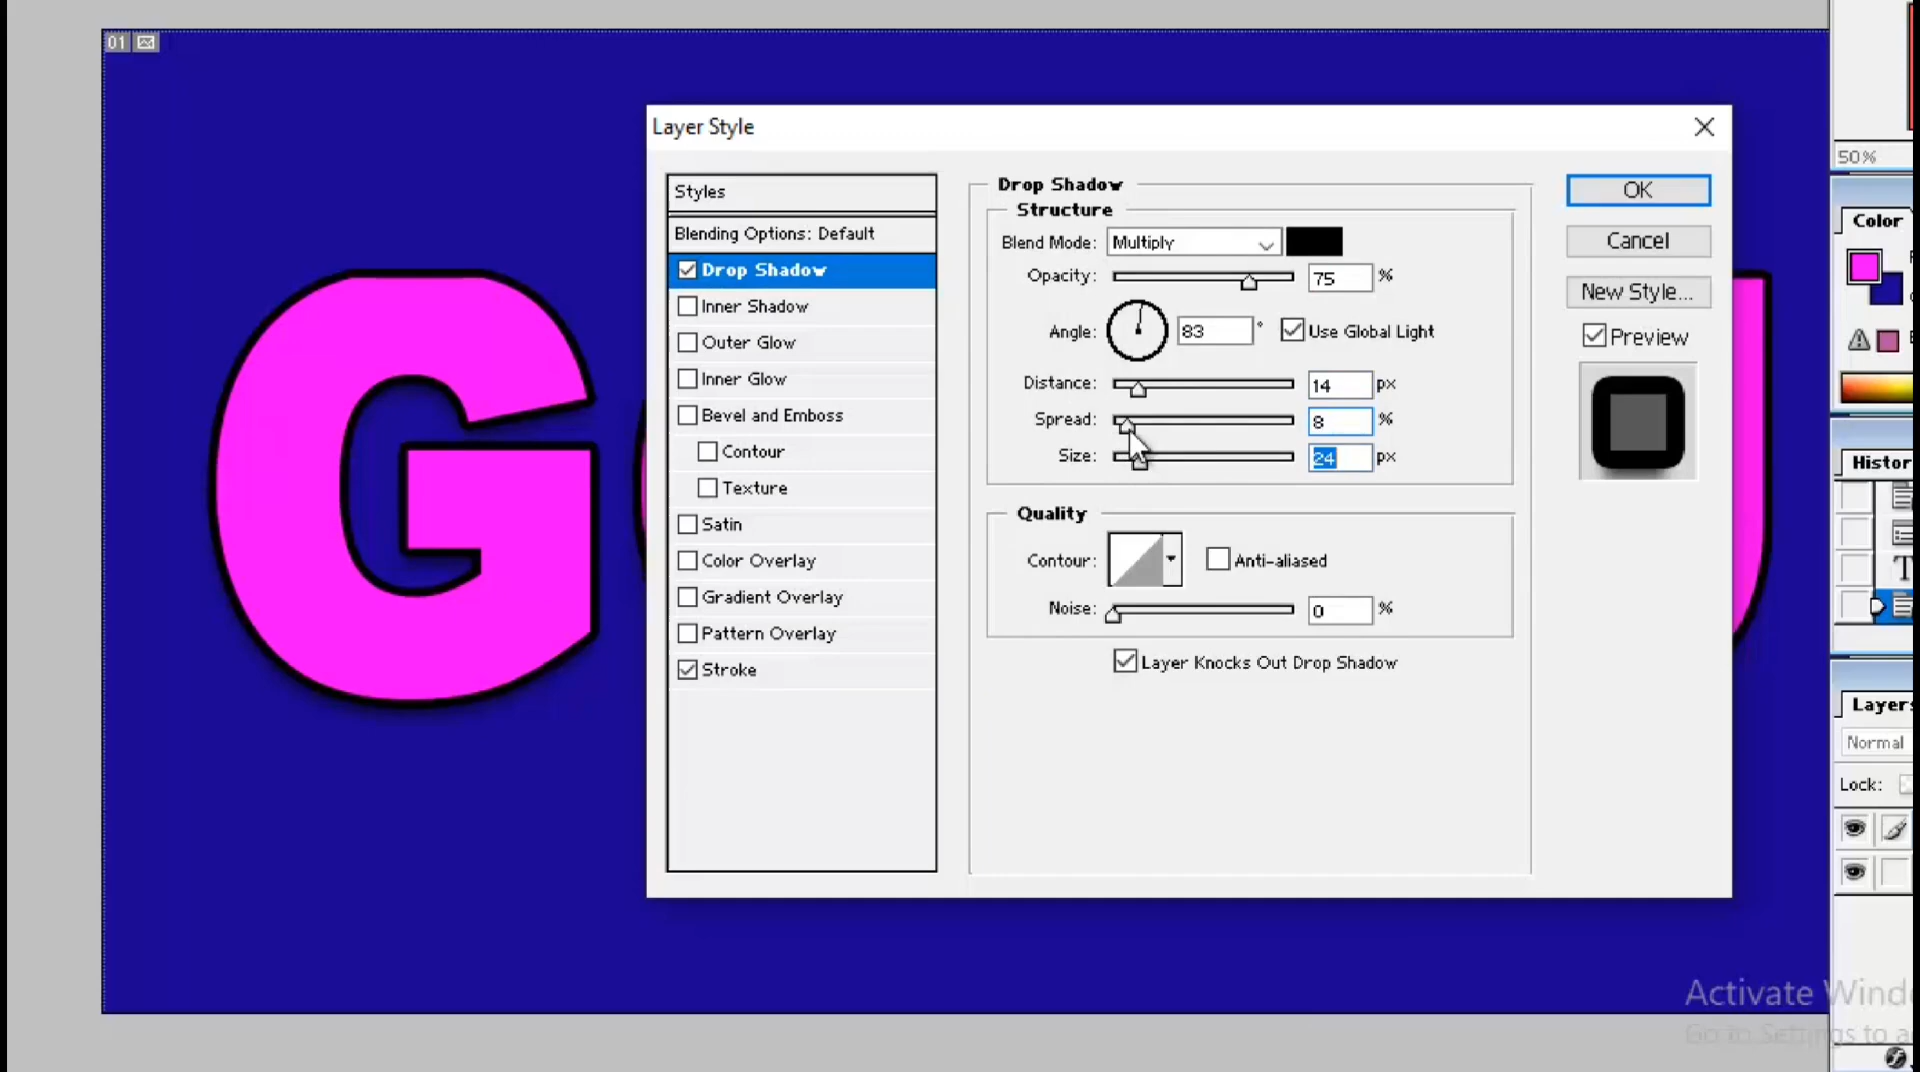 01
Layer Style
50%
Styles
Blending Options: Default
Drop Shadow
Inner Shadow
Outer Glow
Inner Glow
Bevel and Emboss
Contour
Texture
Satin
Color Overlay
Gradient Overlay
Pattern Overlay
Stroke
Drop Shadow
Structure
Blend Mode: Multiply
Opacity: 75 %
Angle: 83 ° Use Global Light
Distance: 14 px
Spread: 8 %
Size: 24 px
Quality
Contour: Anti-aliased
Noise: 0 %
Layer Knocks Out Drop Shadow
OK
Cancel
New Style...
Preview
G
Color
Histor
T
Layers
Normal
Lock:
Activate Windo
Go to Settings to a